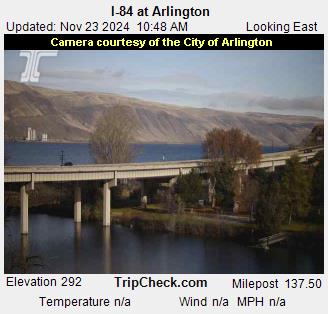 I-84 at Arlington
Updated: Nov 23 2024 10:48 AM Looking East
Camera courtesy of the City of Arlington
Elevation 292 TripCheck.com Milepost 137.50
Temperature n/a Wind n/a MPH n/a